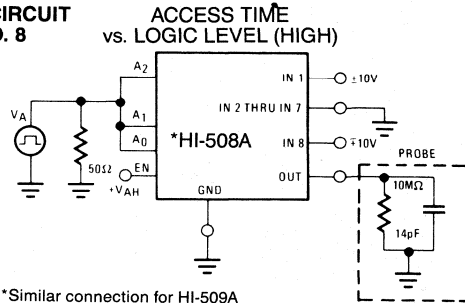 CIRCUIT
. 8
ACCESS TIME
vs. LOGIC LEVEL (HIGH)
A2
IN 1
±10V
VA
IN 2 THRU IN 7
A1
A0
*HI-508A
IN 8
∓10V
50Ω
EN
+VAH
GND
OUT
PROBE
10MΩ
14pF
*Similar connection for HI-509A